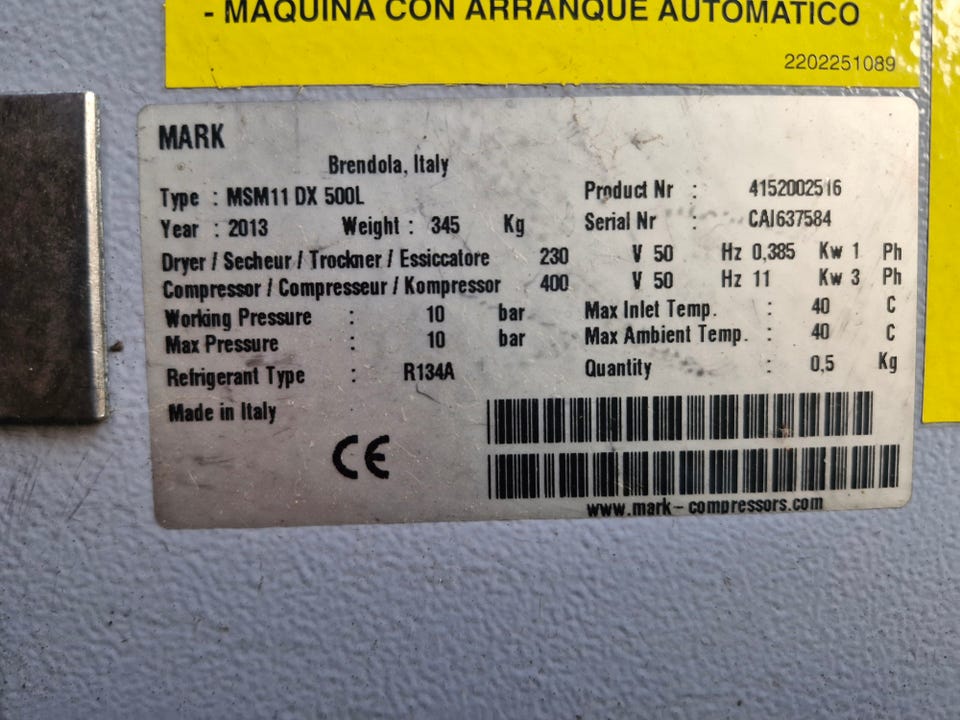 - MAQUINA CON ARRANQUE AUTOMATICO
2202251089
MARK
Brendola, Italy
Type : MSM11 DX 500L Product Nr : 4152002516
Year : 2013 Weight : 345 Kg Serial Nr : CAI637584
Dryer / Secheur / Trockner / Essiccatore 230 V 50 Hz 0,385 Kw 1 Ph
Compressor / Compresseur / Kompressor 400 V 50 Hz 11 Kw 3 Ph
Working Pressure : 10 bar Max Inlet Temp. : 40 C
Max Pressure : 10 bar Max Ambient Temp. : 40 C
Refrigerant Type : R134A Quantity : 0,5 Kg
Made in Italy
CE
www.mark-compressors.com